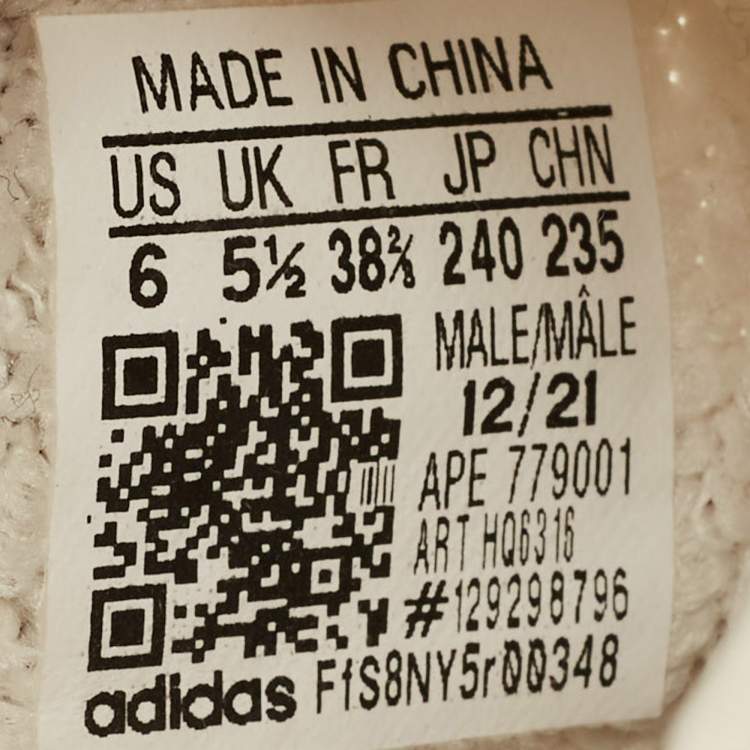 MADE IN CHINA
US UK FR JP CHN
6 5½ 38⅔ 240 235
MALE/MÂLE
12/21
APE 779001
ART HQ6316
#129298796
adidas FfS8NY5r00348